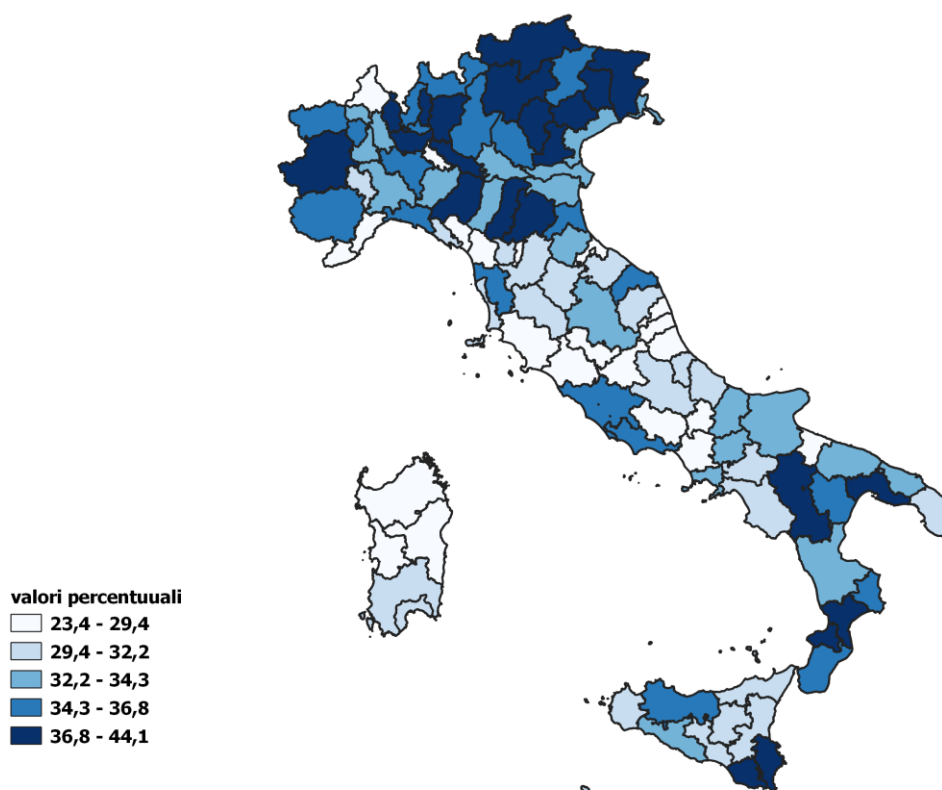 valori percentuuali
23,4 - 29,4
29,4 - 32,2
32,2 - 34,3
34,3 - 36,8
36,8 - 44,1